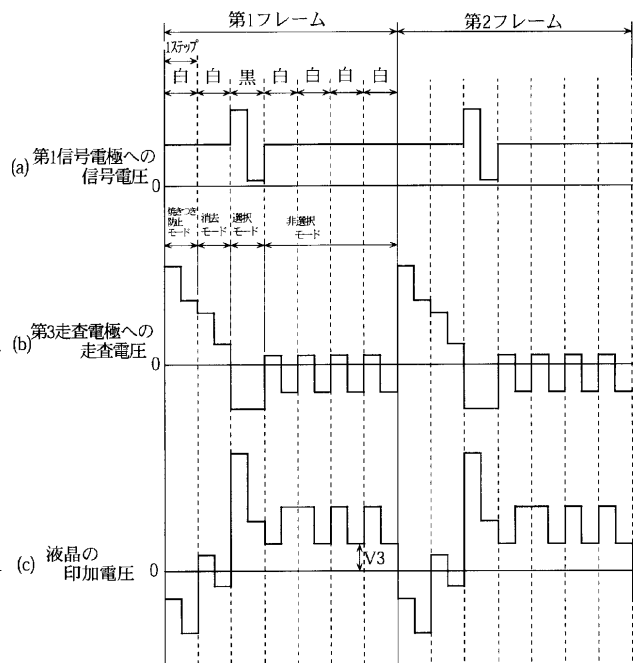 第1フレーム
第2フレーム
1ステップ
白 白 黒 白 白 白 白
(a) 第1信号電極への
信号電圧
0
焼きつき
防止
モード
消去
モード
選択
モード
非選択
モード
(b) 第3走査電極への
走査電圧
0
(c) 液晶の
印加電圧
0
V3